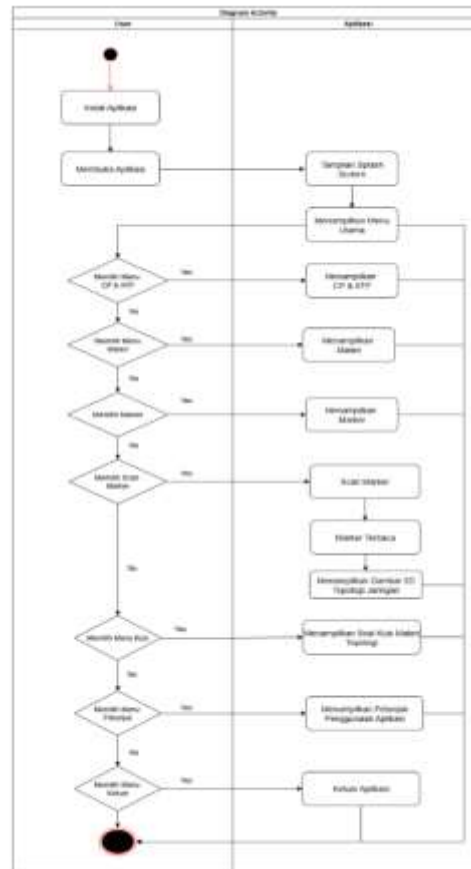 Diagram Activity
User
Aplikasi
Install Aplikasi
Membuka Aplikasi
Tampilan Splash
Screen
Menampilkan Menu
Utama
Memilih Menu
CP & ATP
Yes
Menampilkan
CP & ATP
No
Memilih Menu
Materi
Yes
Menampilkan
Materi
No
Memilih Marker
Yes
Menampilkan
Marker
No
Memilih Scan
Marker
Yes
Scan Marker
Marker Terbaca
Menampilkan Gambar 3D
Topologi Jaringan
No
Memilih Menu Kuis
Yes
Menampilkan Soal Kuis Materi
Topologi
No
Memilih Menu
Petunjuk
Yes
Menampilkan Petunjuk
Penggunaan Aplikasi
No
Memilih Menu
Keluar
Yes
Keluar Aplikasi
No